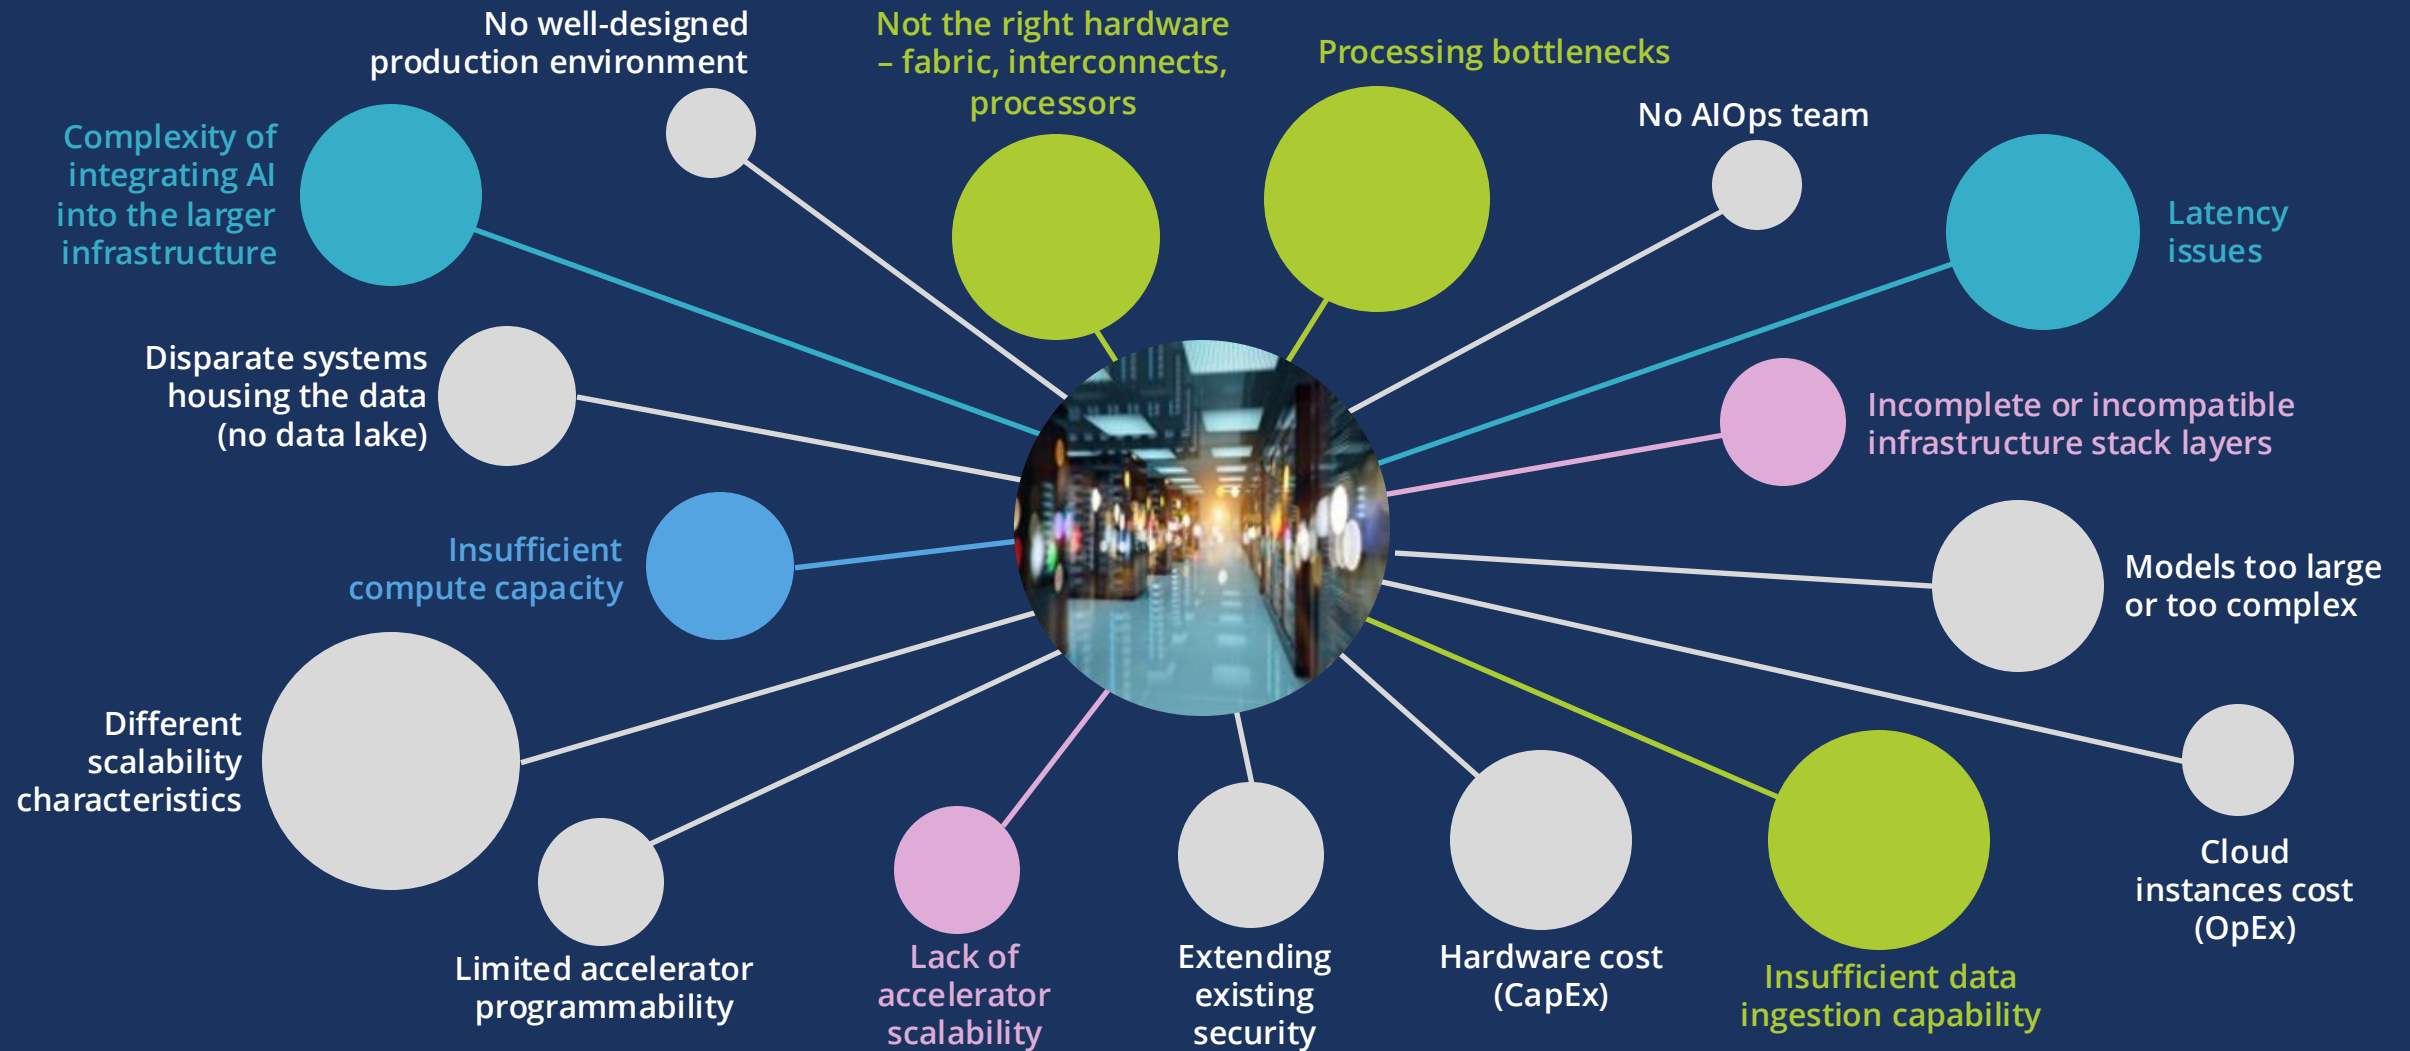 No well-designed
production environment
Not the right hardware
– fabric, interconnects,
processors
Processing bottlenecks
No AIOps team
Complexity of
integrating AI
into the larger
infrastructure
Latency
issues
Disparate systems
housing the data
(no data lake)
Incomplete or incompatible
infrastructure stack layers
Insufficient
compute capacity
Models too large
or too complex
Different
scalability
characteristics
Cloud
instances cost
(OpEx)
Limited accelerator
programmability
Lack of
accelerator
scalability
Extending
existing
security
Hardware cost
(CapEx)
Insufficient data
ingestion capability